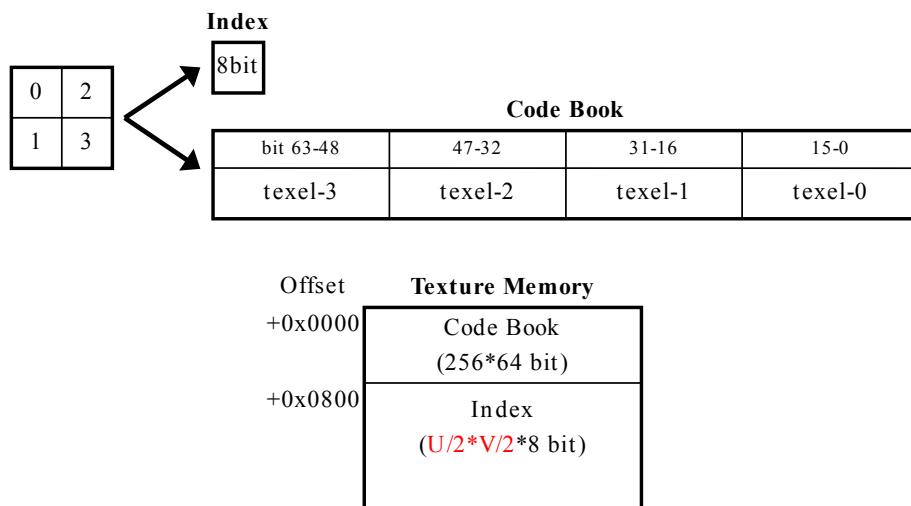 Index
8bit
0 2
1 3
Code Book
bit 63-48 47-32 31-16 15-0
texel-3 texel-2 texel-1 texel-0
Offset Texture Memory
+0x0000 Code Book
(256*64 bit)
+0x0800 Index
(U/2*V/2*8 bit)